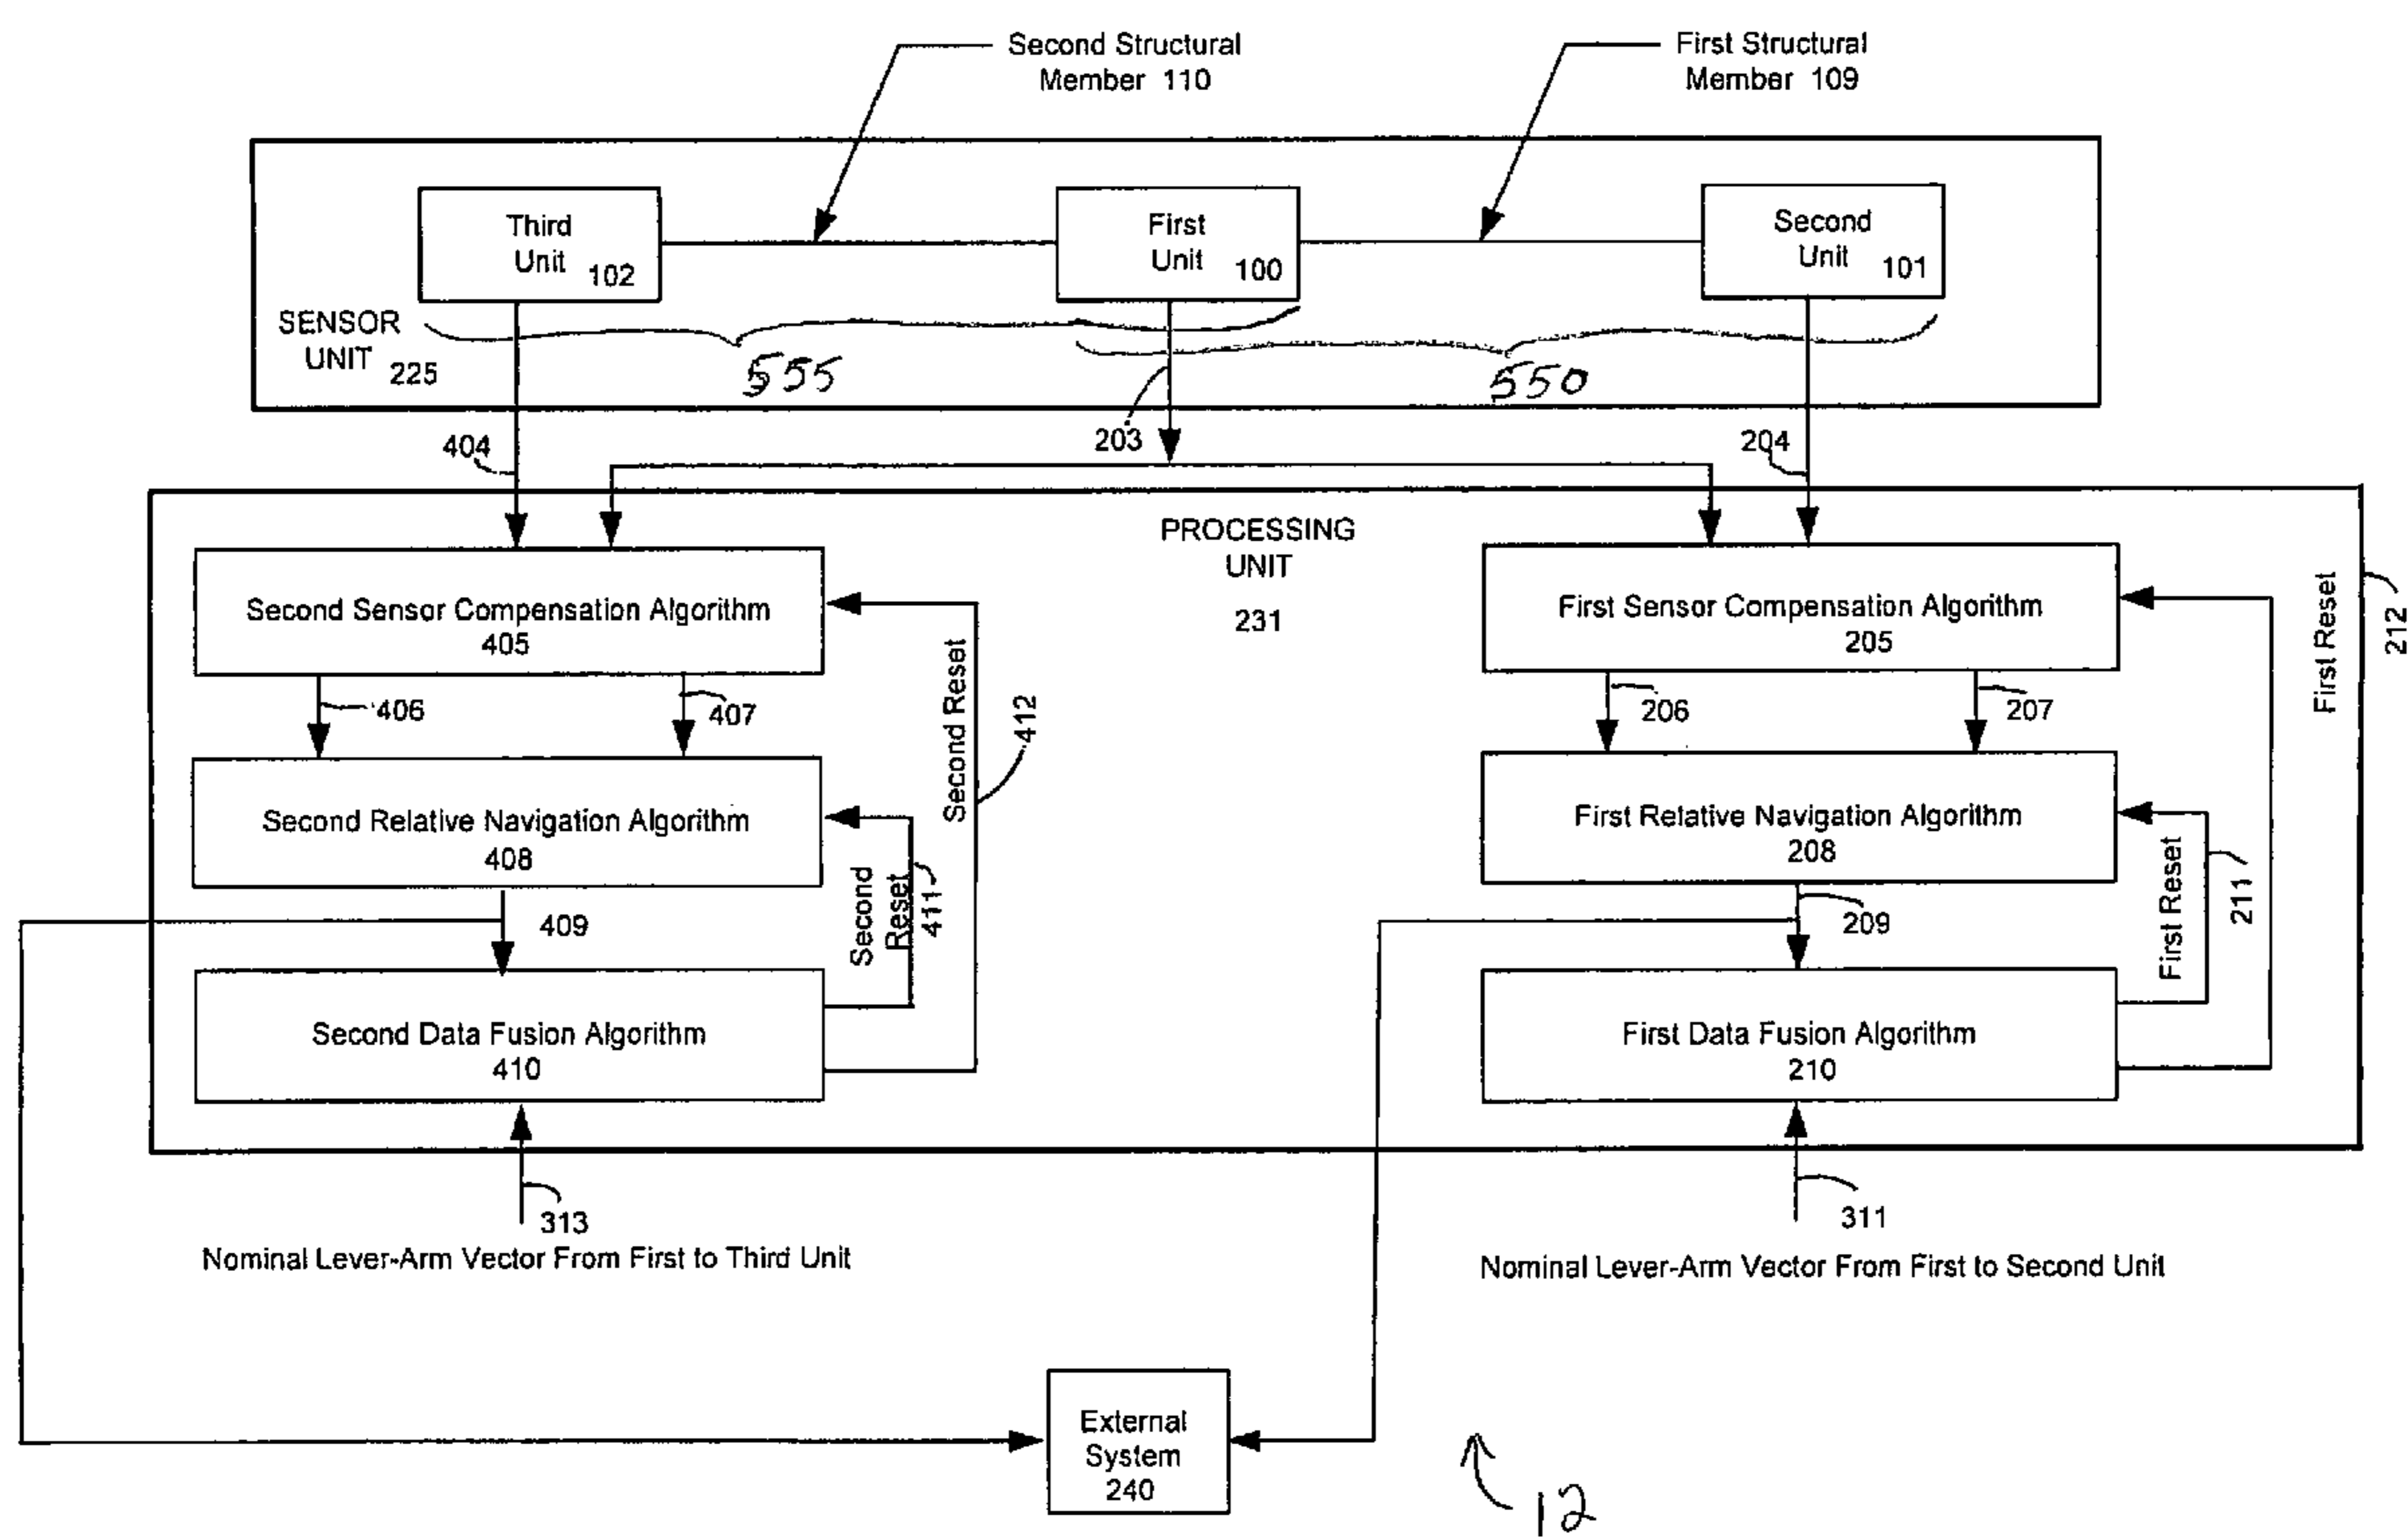 Second Structural
Member 110
First Structural
Member 109
Third
Unit 102
First
Unit 100
Second
Unit 101
SENSOR
UNIT 225
555
550
404
203
204
PROCESSING
UNIT
231
Second Sensor Compensation Algorithm
405
First Sensor Compensation Algorithm
205
First Reset
212
406
407
Second Reset
412
206
207
Second Relative Navigation Algorithm
408
First Relative Navigation Algorithm
208
409
Second
Reset
411
209
First Reset
211
Second Data Fusion Algorithm
410
First Data Fusion Algorithm
210
313
Nominal Lever-Arm Vector From First to Third Unit
311
Nominal Lever-Arm Vector From First to Second Unit
External
System
240
12